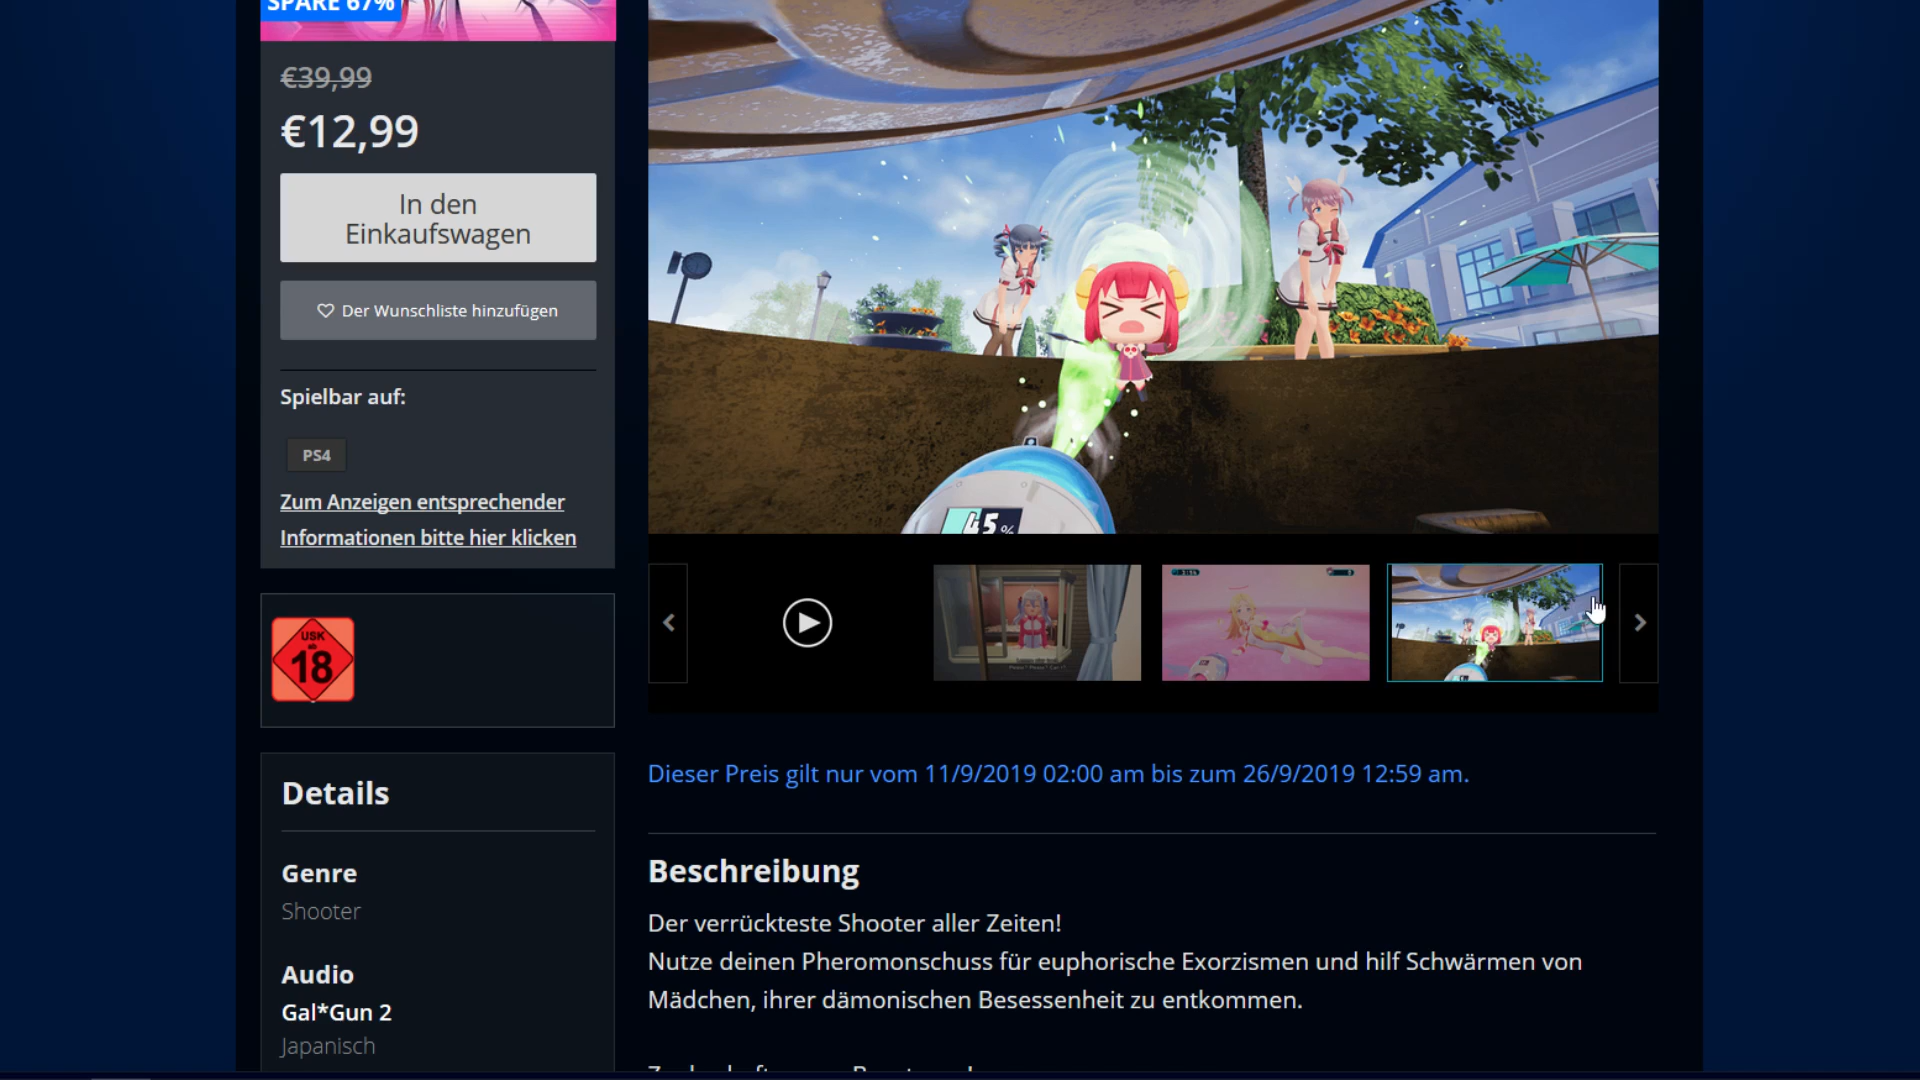 SPARE 67%
€39,99
€12,99
In den
Einkaufswagen
Der Wunschliste hinzufügen
Spielbar auf:
PS4
Zum Anzeigen entsprechender
Informationen bitte hier klicken
45%
USK
ab
18
Dieser Preis gilt nur vom 11/9/2019 02:00 am bis zum 26/9/2019 12:59 am.
Details
Genre
Shooter
Audio
Gal*Gun 2
Japanisch
Beschreibung
Der verrückteste Shooter aller Zeiten!
Nutze deinen Pheromonschuss für euphorische Exorzismen und hilf Schwärmen von
Mädchen, ihrer dämonischen Besessenheit zu entkommen.